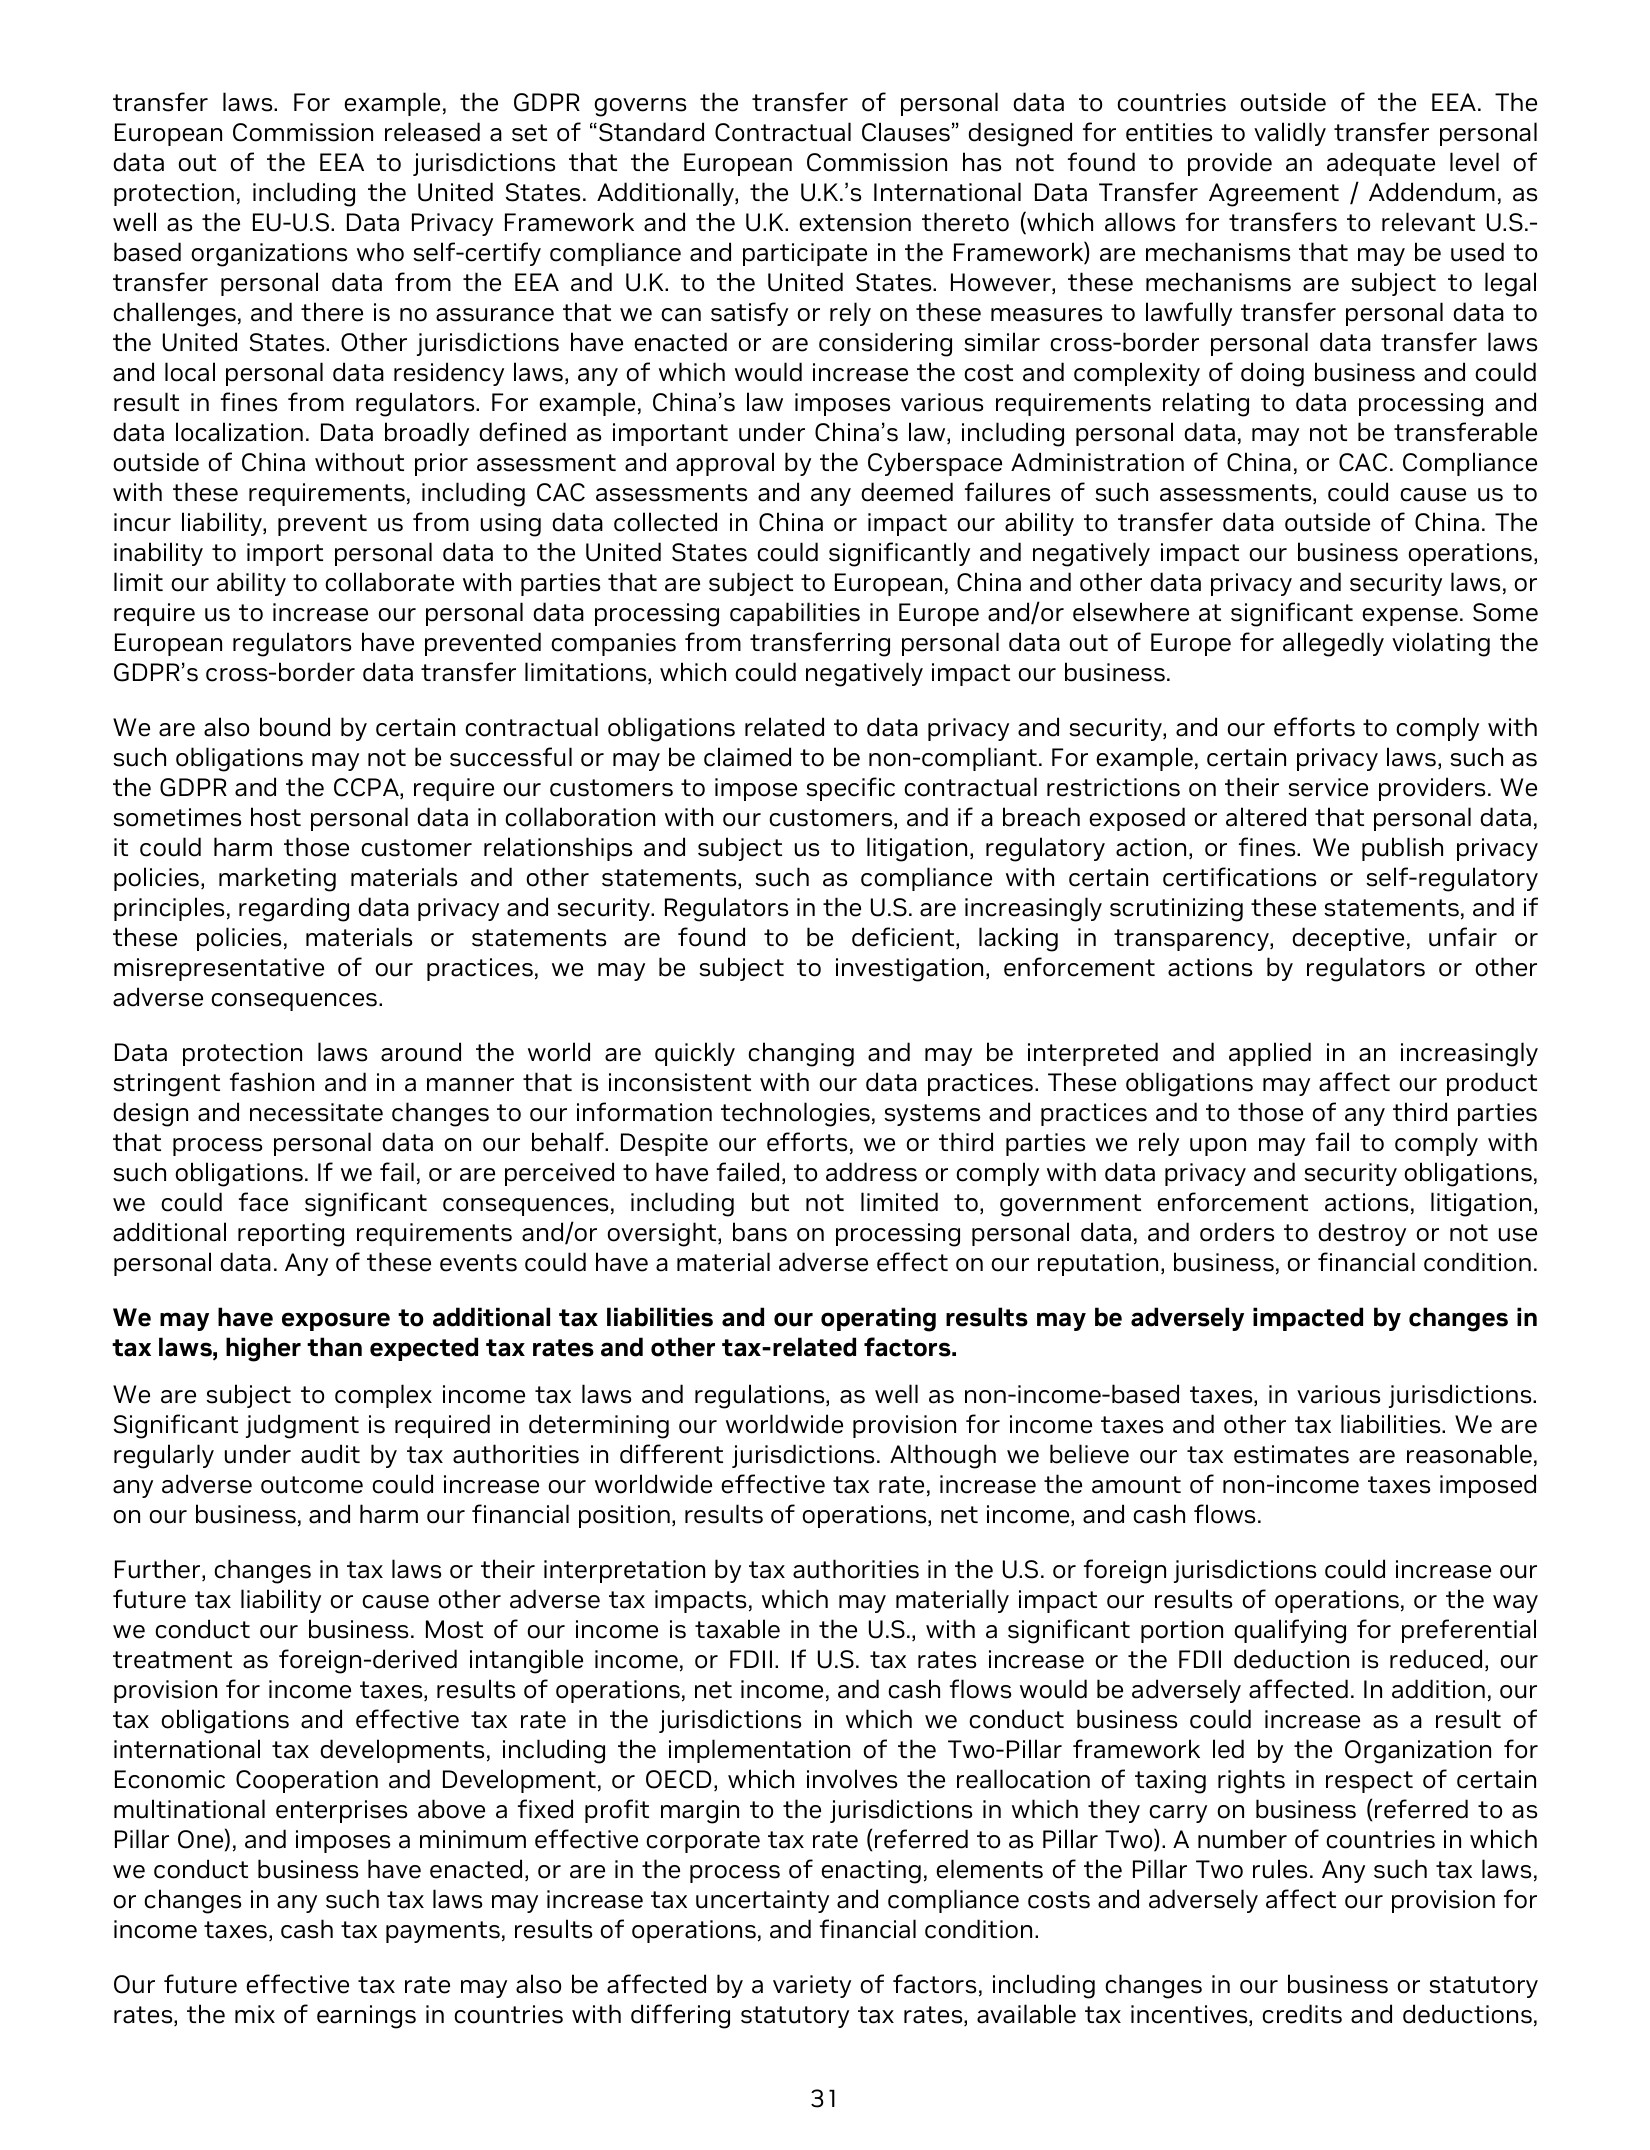 transfer laws. For example, the GDPR governs the transfer of personal data to countries outside of the EEA. The
European Commission released a set of “Standard Contractual Clauses” designed for entities to validly transfer personal
data out of the EEA to jurisdictions that the European Commission has not found to provide an adequate level of
protection, including the United States. Additionally, the U.K.’s International Data Transfer Agreement / Addendum, as
well as the EU-U.S. Data Privacy Framework and the U.K. extension thereto (which allows for transfers to relevant U.S.-
based organizations who self-certify compliance and participate in the Framework) are mechanisms that may be used to
transfer personal data from the EEA and U.K. to the United States. However, these mechanisms are subject to legal
challenges, and there is no assurance that we can satisfy or rely on these measures to lawfully transfer personal data to
the United States. Other jurisdictions have enacted or are considering similar cross-border personal data transfer laws
and local personal data residency laws, any of which would increase the cost and complexity of doing business and could
result in fines from regulators. For example, China’s law imposes various requirements relating to data processing and
data localization. Data broadly defined as important under China’s law, including personal data, may not be transferable
outside of China without prior assessment and approval by the Cyberspace Administration of China, or CAC. Compliance
with these requirements, including CAC assessments and any deemed failures of such assessments, could cause us to
incur liability, prevent us from using data collected in China or impact our ability to transfer data outside of China. The
inability to import personal data to the United States could significantly and negatively impact our business operations,
limit our ability to collaborate with parties that are subject to European, China and other data privacy and security laws, or
require us to increase our personal data processing capabilities in Europe and/or elsewhere at significant expense. Some
European regulators have prevented companies from transferring personal data out of Europe for allegedly violating the
GDPR’s cross-border data transfer limitations, which could negatively impact our business.
We are also bound by certain contractual obligations related to data privacy and security, and our efforts to comply with
such obligations may not be successful or may be claimed to be non-compliant. For example, certain privacy laws, such as
the GDPR and the CCPA, require our customers to impose specific contractual restrictions on their service providers. We
sometimes host personal data in collaboration with our customers, and if a breach exposed or altered that personal data,
it could harm those customer relationships and subject us to litigation, regulatory action, or fines. We publish privacy
policies, marketing materials and other statements, such as compliance with certain certifications or self-regulatory
principles, regarding data privacy and security. Regulators in the U.S. are increasingly scrutinizing these statements, and if
these policies, materials or statements are found to be deficient, lacking in transparency, deceptive, unfair or
misrepresentative of our practices, we may be subject to investigation, enforcement actions by regulators or other
adverse consequences.
Data protection laws around the world are quickly changing and may be interpreted and applied in an increasingly
stringent fashion and in a manner that is inconsistent with our data practices. These obligations may affect our product
design and necessitate changes to our information technologies, systems and practices and to those of any third parties
that process personal data on our behalf. Despite our efforts, we or third parties we rely upon may fail to comply with
such obligations. If we fail, or are perceived to have failed, to address or comply with data privacy and security obligations,
we could face significant consequences, including but not limited to, government enforcement actions, litigation,
additional reporting requirements and/or oversight, bans on processing personal data, and orders to destroy or not use
personal data. Any of these events could have a material adverse effect on our reputation, business, or financial condition.
We may have exposure to additional tax liabilities and our operating results may be adversely impacted by changes in
tax laws, higher than expected tax rates and other tax-related factors.
We are subject to complex income tax laws and regulations, as well as non-income-based taxes, in various jurisdictions.
Significant judgment is required in determining our worldwide provision for income taxes and other tax liabilities. We are
regularly under audit by tax authorities in different jurisdictions. Although we believe our tax estimates are reasonable,
any adverse outcome could increase our worldwide effective tax rate, increase the amount of non-income taxes imposed
on our business, and harm our financial position, results of operations, net income, and cash flows.
Further, changes in tax laws or their interpretation by tax authorities in the U.S. or foreign jurisdictions could increase our
future tax liability or cause other adverse tax impacts, which may materially impact our results of operations, or the way
we conduct our business. Most of our income is taxable in the U.S., with a significant portion qualifying for preferential
treatment as foreign-derived intangible income, or FDII. If U.S. tax rates increase or the FDII deduction is reduced, our
provision for income taxes, results of operations, net income, and cash flows would be adversely affected. In addition, our
tax obligations and effective tax rate in the jurisdictions in which we conduct business could increase as a result of
international tax developments, including the implementation of the Two-Pillar framework led by the Organization for
Economic Cooperation and Development, or OECD, which involves the reallocation of taxing rights in respect of certain
multinational enterprises above a fixed profit margin to the jurisdictions in which they carry on business (referred to as
Pillar One), and imposes a minimum effective corporate tax rate (referred to as Pillar Two). A number of countries in which
we conduct business have enacted, or are in the process of enacting, elements of the Pillar Two rules. Any such tax laws,
or changes in any such tax laws may increase tax uncertainty and compliance costs and adversely affect our provision for
income taxes, cash tax payments, results of operations, and financial condition.
Our future effective tax rate may also be affected by a variety of factors, including changes in our business or statutory
rates, the mix of earnings in countries with differing statutory tax rates, available tax incentives, credits and deductions,
31